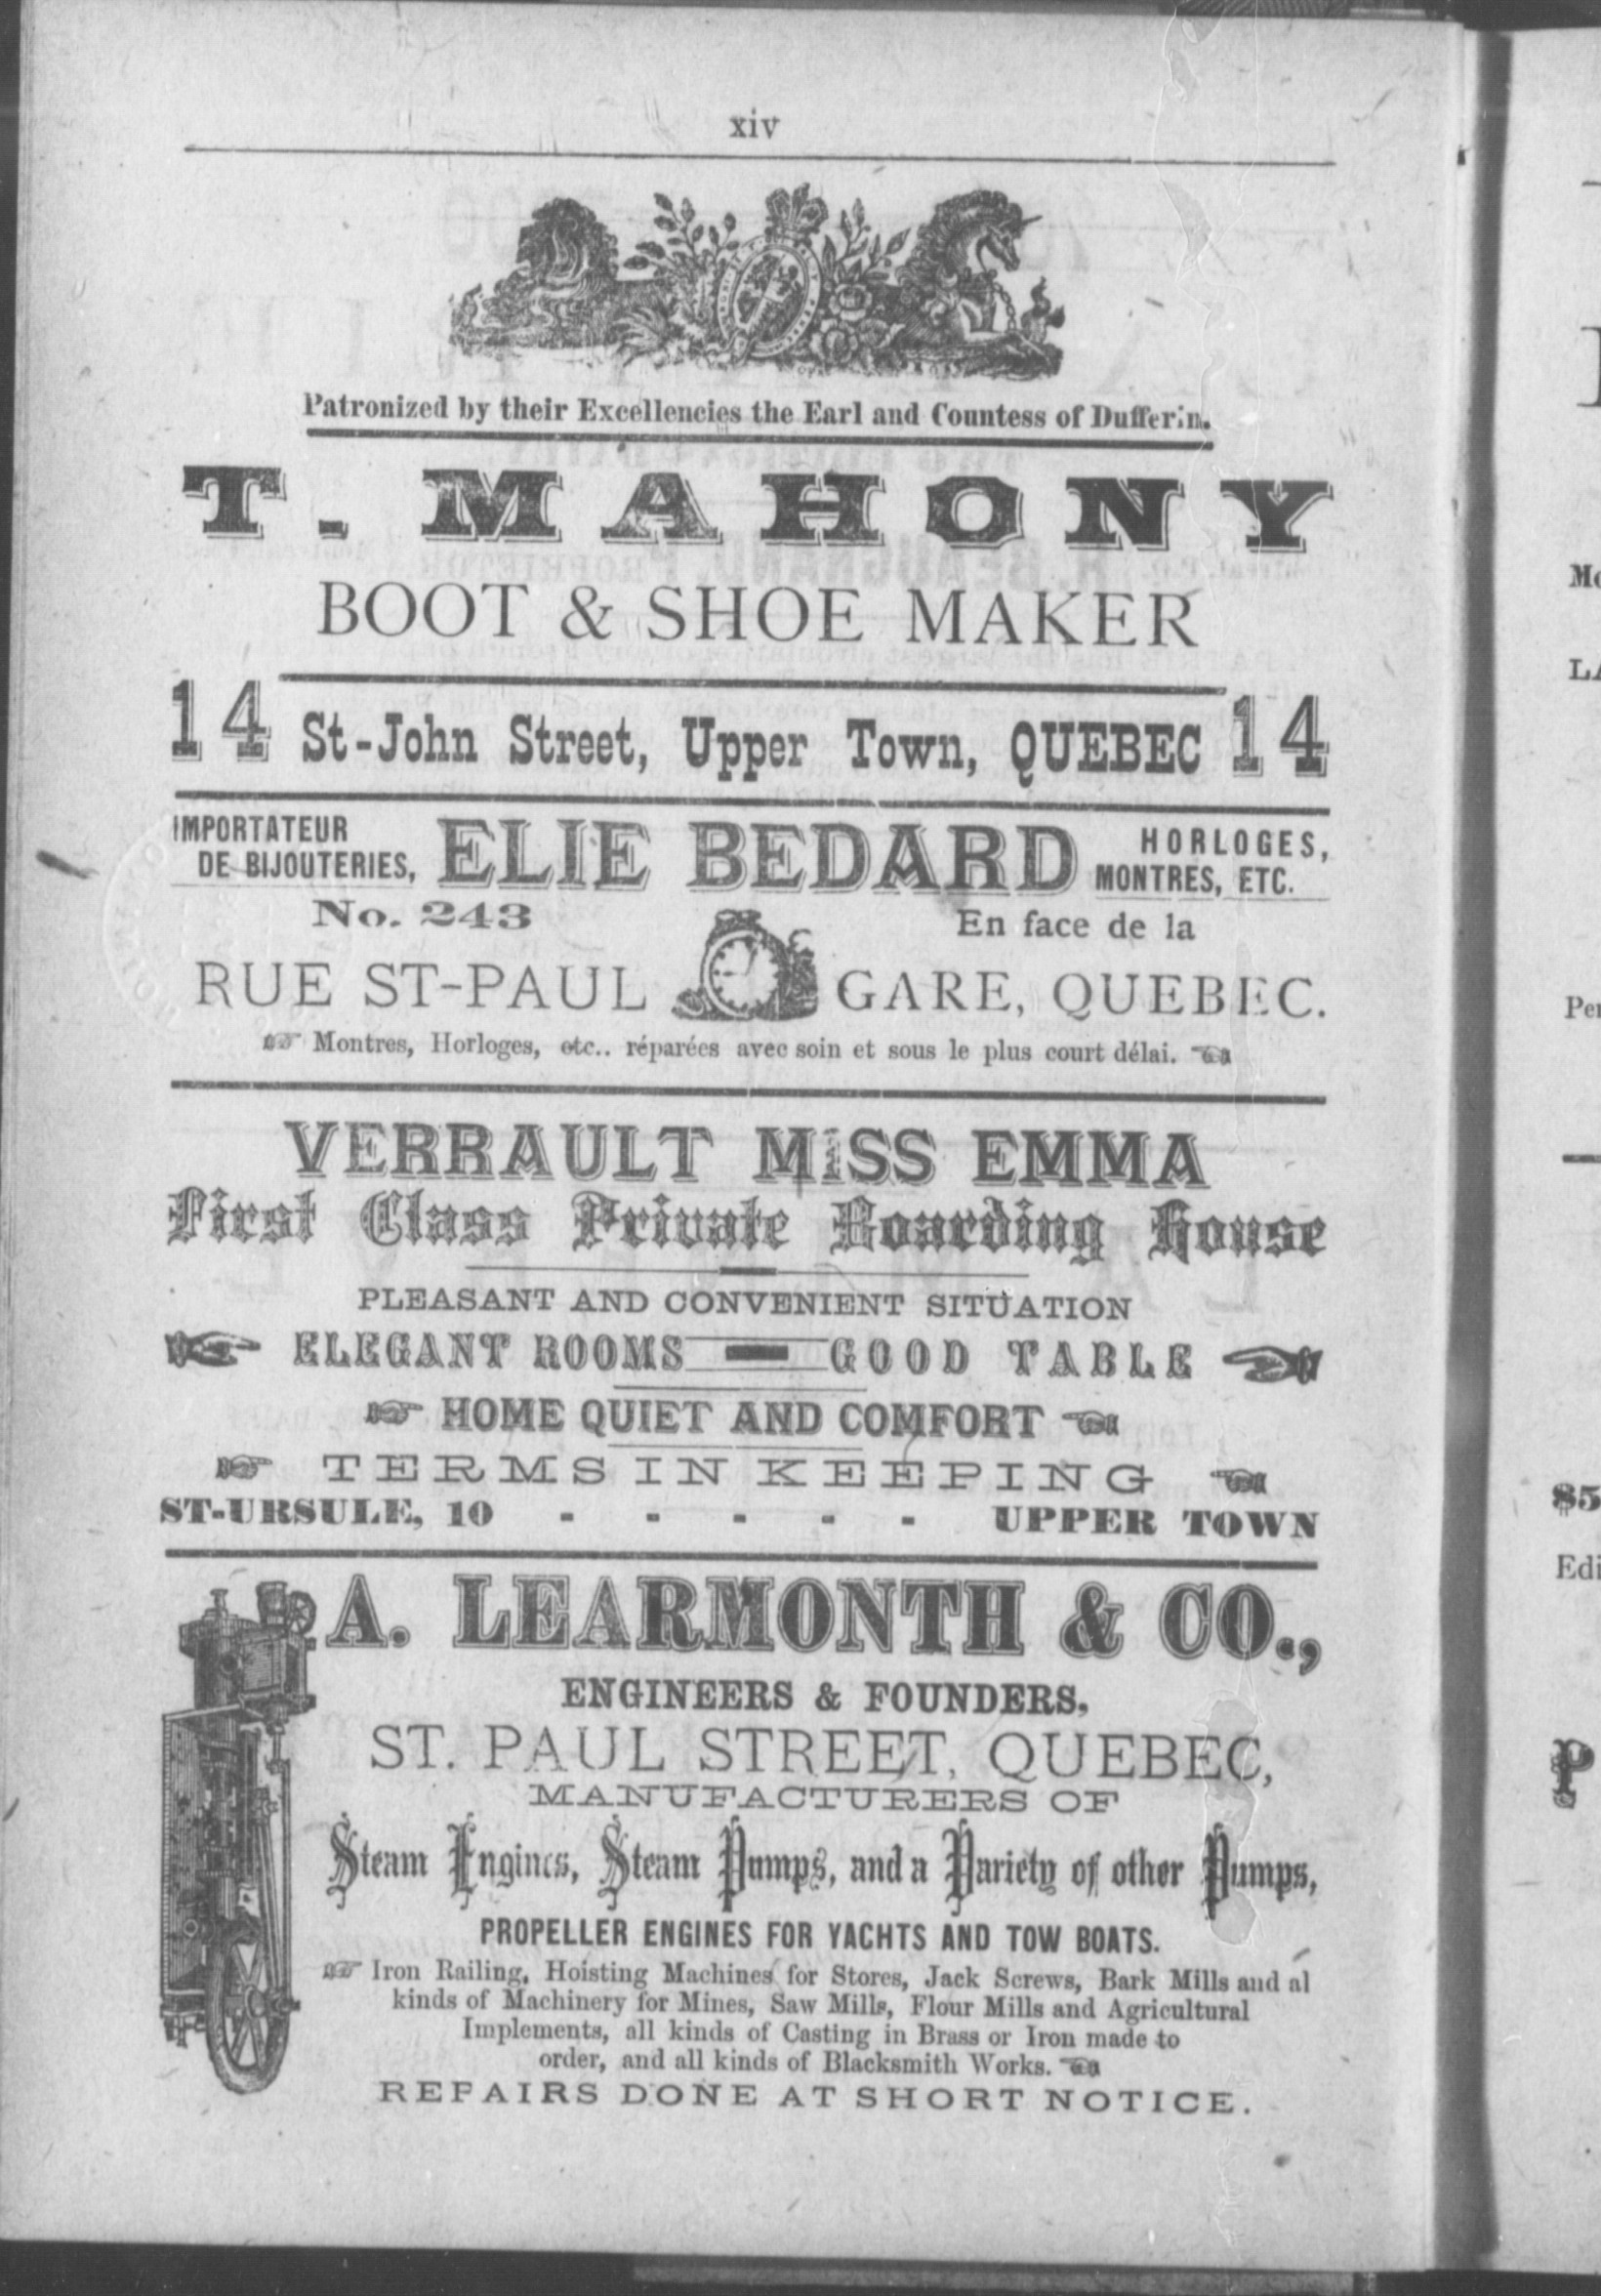 xiv
Patronized by their Excellencies the Earl and Countess of Dufferin.
T. MAHONY
BOOT & SHOE MAKER
14 St-John Street, Upper Town, QUEBEC 14
IMPORTATEUR
DE BIJOUTERIES,
ELIE BEDARD
HORLOGES,
MONTRES, ETC.
No. 243
En face de la
RUE ST-PAUL
GARE, QUEBEC.
☞ Montres, Horloges, etc.. réparées avec soin et sous le plus court délai. ☜
VERRAULT MISS EMMA
First Class Private Boarding House
PLEASANT AND CONVENIENT SITUATION
☞ ELEGANT ROOMS — GOOD TABLE ☜
☞ HOME QUIET AND COMFORT ☜
☞ TERMS IN KEEPING ☜
ST-URSULE, 10 - - - - - UPPER TOWN
A. LEARMONTH & CO.,
ENGINEERS & FOUNDERS,
ST. PAUL STREET, QUEBEC,
MANUFACTURERS OF
Steam Engines, Steam Pumps, and a Variety of other Pumps,
PROPELLER ENGINES FOR YACHTS AND TOW BOATS.
☞ Iron Railing, Hoisting Machines for Stores, Jack Screws, Bark Mills and al
kinds of Machinery for Mines, Saw Mills, Flour Mills and Agricultural
Implements, all kinds of Casting in Brass or Iron made to
order, and all kinds of Blacksmith Works. ☜
REPAIRS DONE AT SHORT NOTICE.